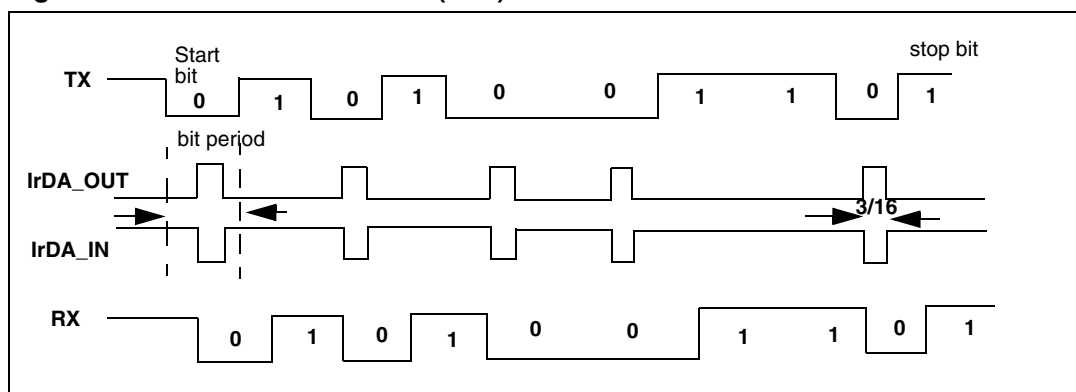 Start
bit
stop bit
TX
0 1 0 1 0 0 1 1 0 1
bit period
IrDA_OUT
3/16
IrDA_IN
RX
0 1 0 1 0 0 1 1 0 1